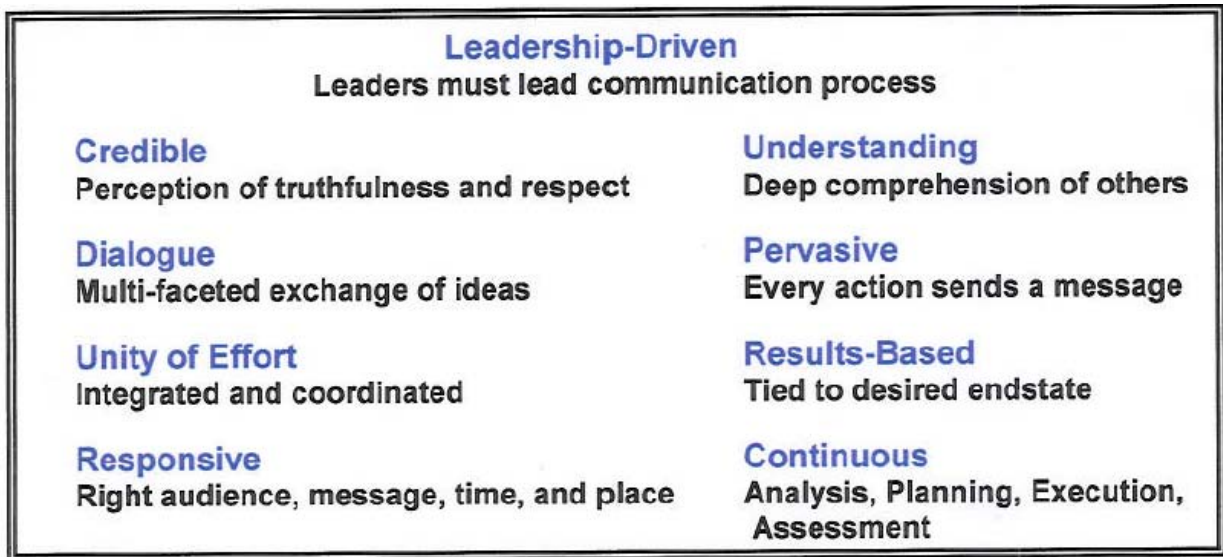 Leadership-Driven
Leaders must lead communication process
Credible
Perception of truthfulness and respect
Dialogue
Multi-faceted exchange of ideas
Unity of Effort
Integrated and coordinated
Responsive
Right audience, message, time, and place
Understanding
Deep comprehension of others
Pervasive
Every action sends a message
Results-Based
Tied to desired endstate
Continuous
Analysis, Planning, Execution,
Assessment